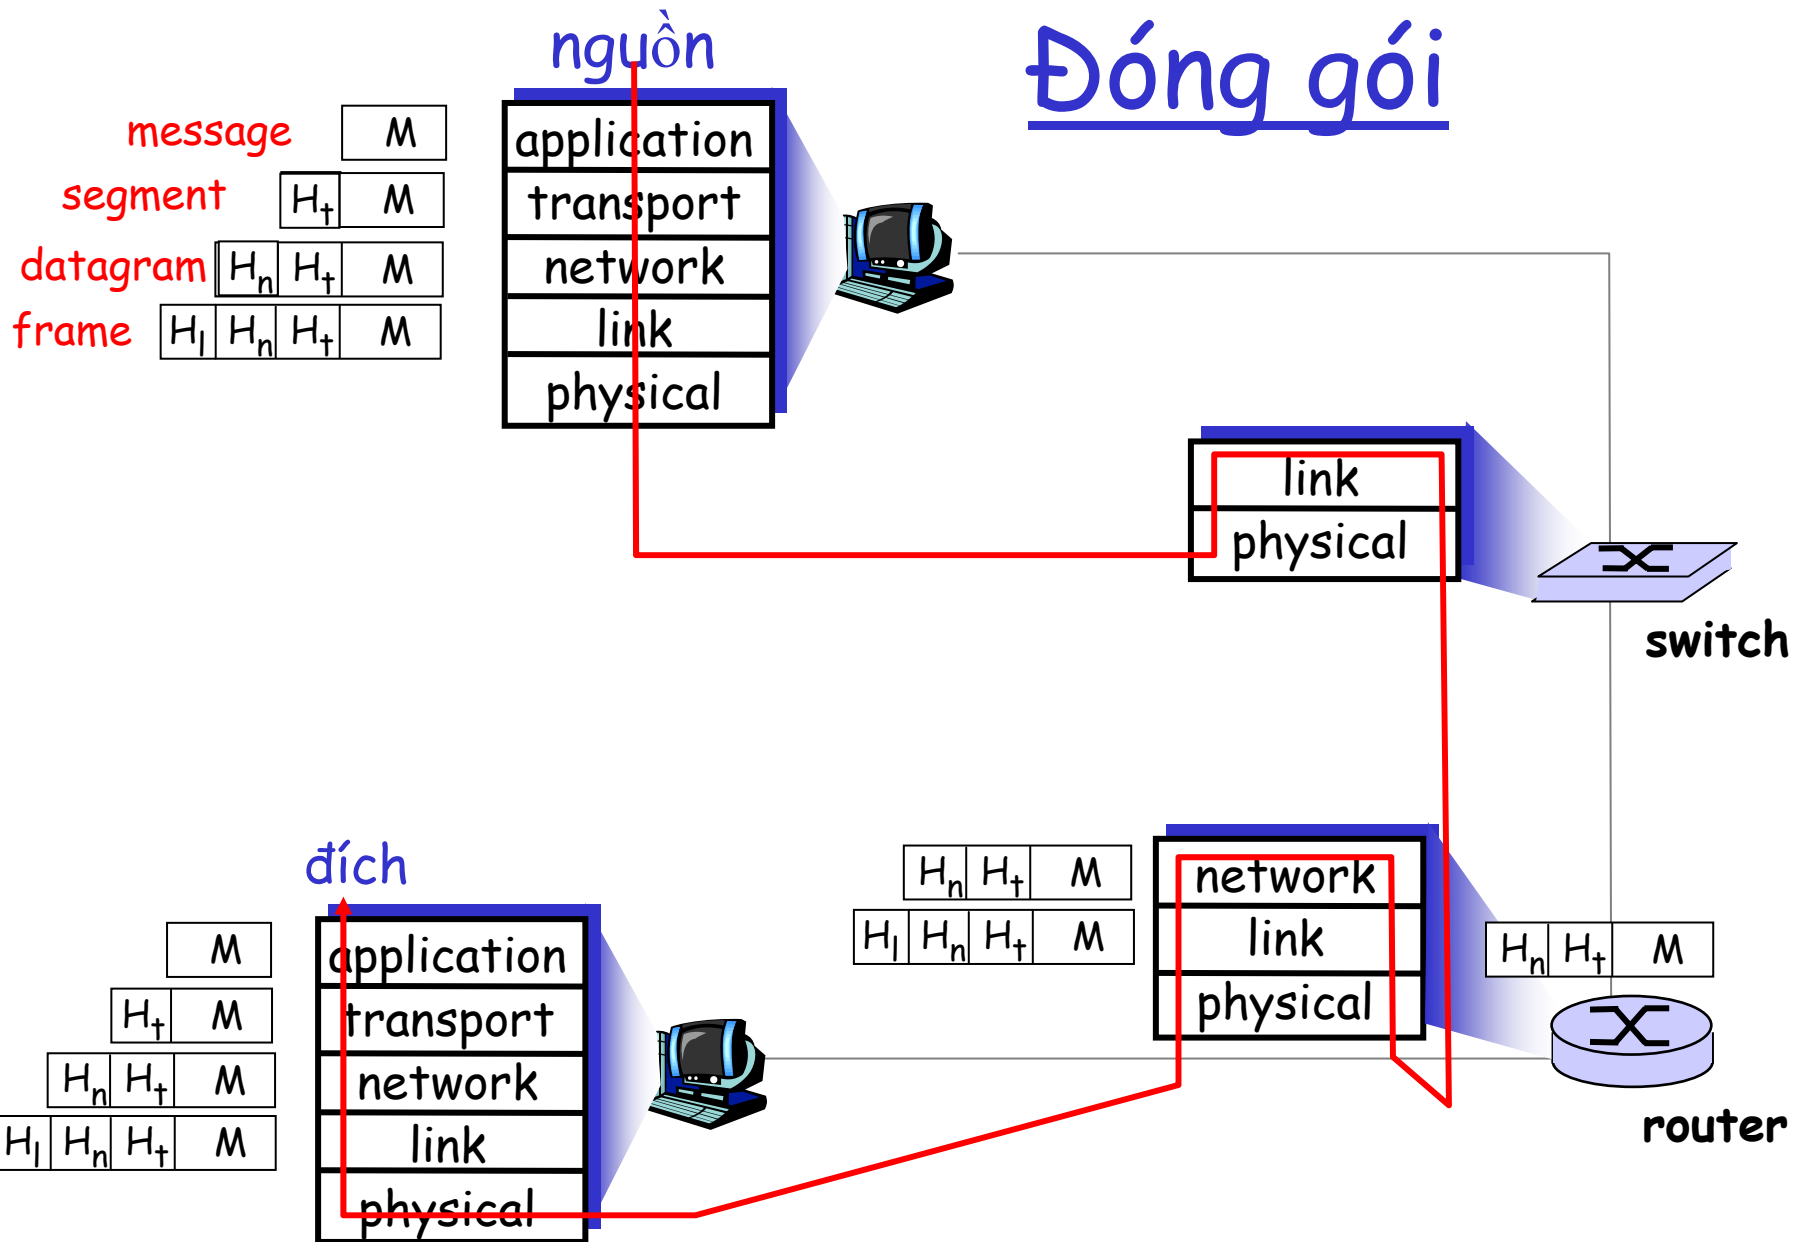 nguồn
Đóng gói
message M
segment Ht M
datagram Hn Ht M
frame Hl Hn Ht M
application
transport
network
link
physical
link
physical
switch
đích
M
Ht M
Hn Ht M
Hl Hn Ht M
application
transport
network
link
physical
Hn Ht M
Hl Hn Ht M
network
link
physical
Hn Ht M
router